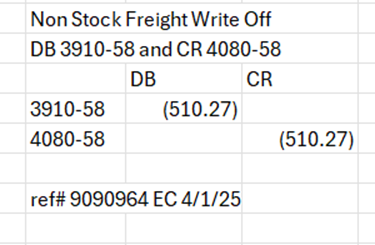 Non Stock Freight Write Off
DB 3910-58 and CR 4080-58
DB CR
3910-58 (510.27)
4080-58 (510.27)
ref# 9090964 EC 4/1/25